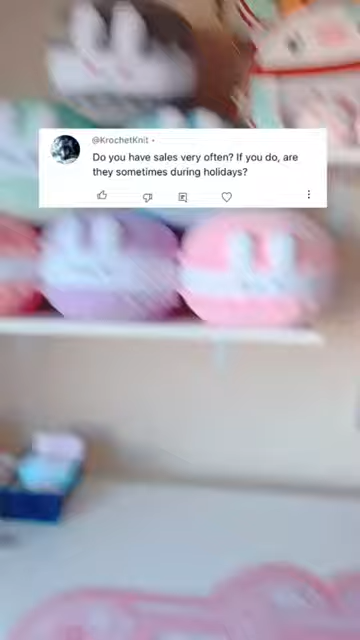 @KrochetKnit •
Do you have sales very often? If you do, are
they sometimes during holidays?